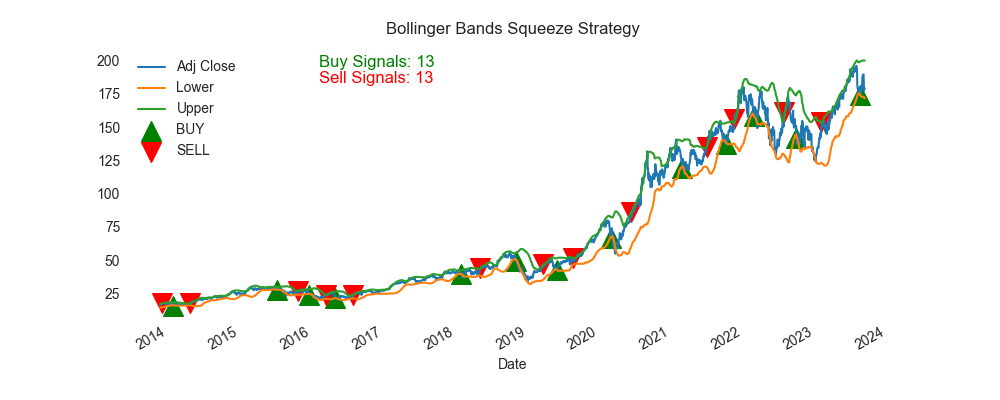 Bollinger Bands Squeeze Strategy
200
175
150
125
100
75
50
25
Adj Close
Lower
Upper
BUY
SELL
Buy Signals: 13
Sell Signals: 13
2014
2015
2016
2017
2018
2019
2020
2021
2022
2023
2024
Date